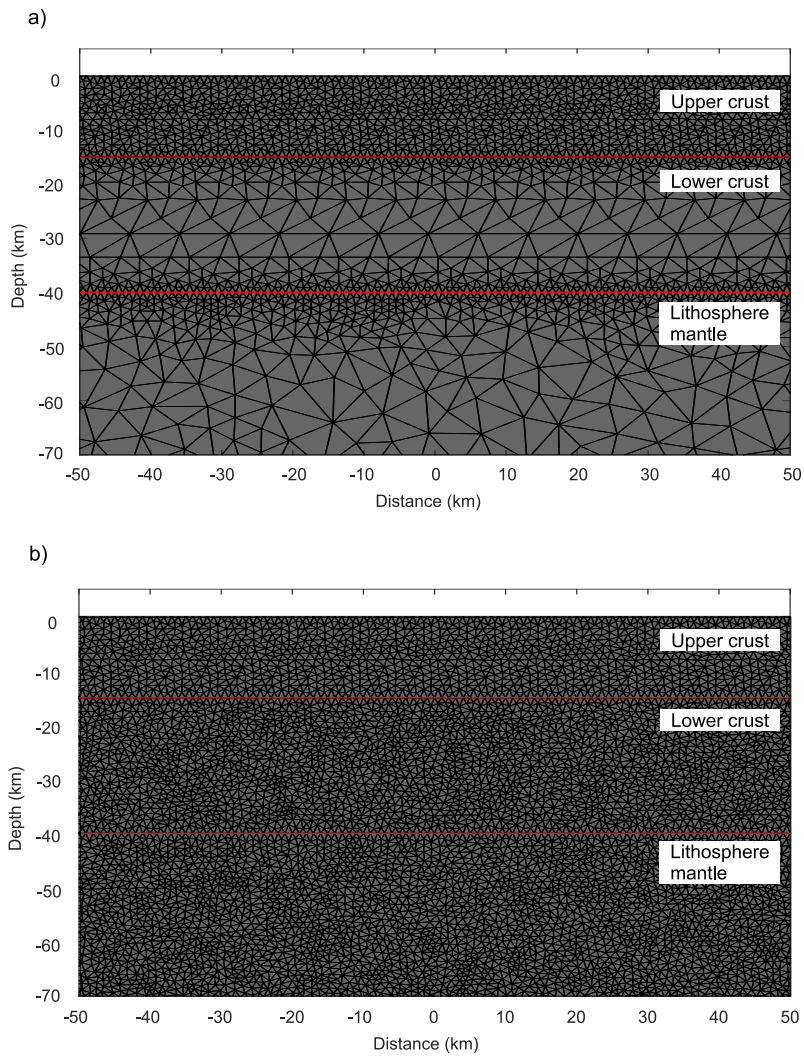 a)
0
-10
-20
-30
-40
-50
-60
-70
Depth (km)
Upper crust
Lower crust
Lithosphere
mantle
-50 -40 -30 -20 -10 0 10 20 30 40 50
Distance (km)
b)
0
-10
-20
-30
-40
-50
-60
-70
Depth (km)
Upper crust
Lower crust
Lithosphere
mantle
-50 -40 -30 -20 -10 0 10 20 30 40 50
Distance (km)